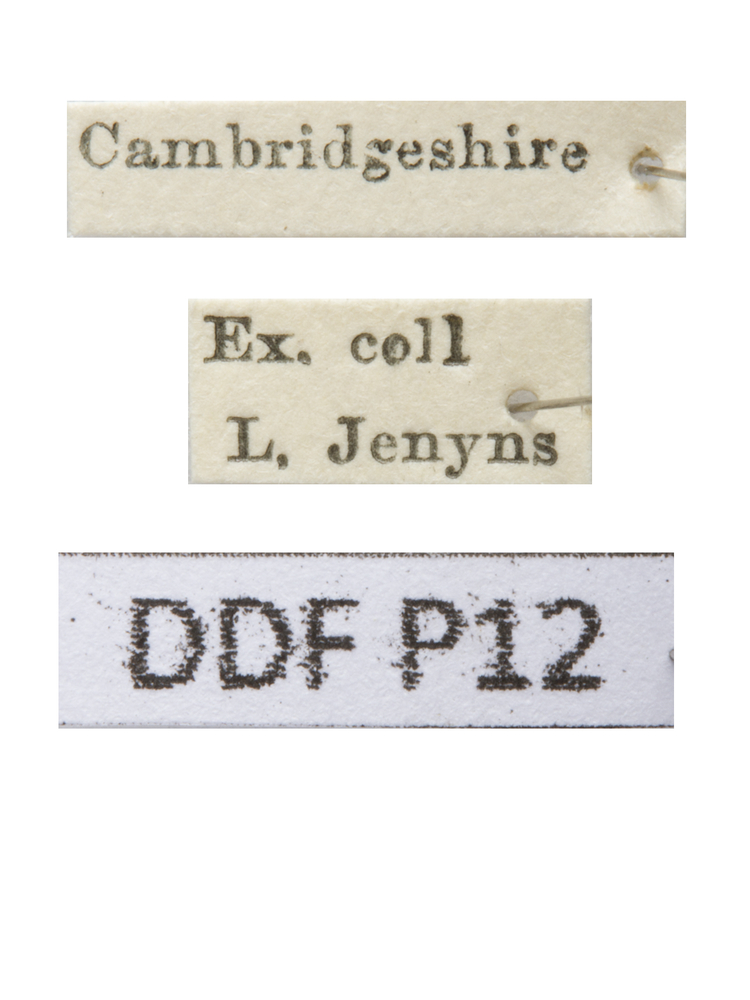 Cambridgeshire
Ex. coll
L. Jenyns
DDF P12